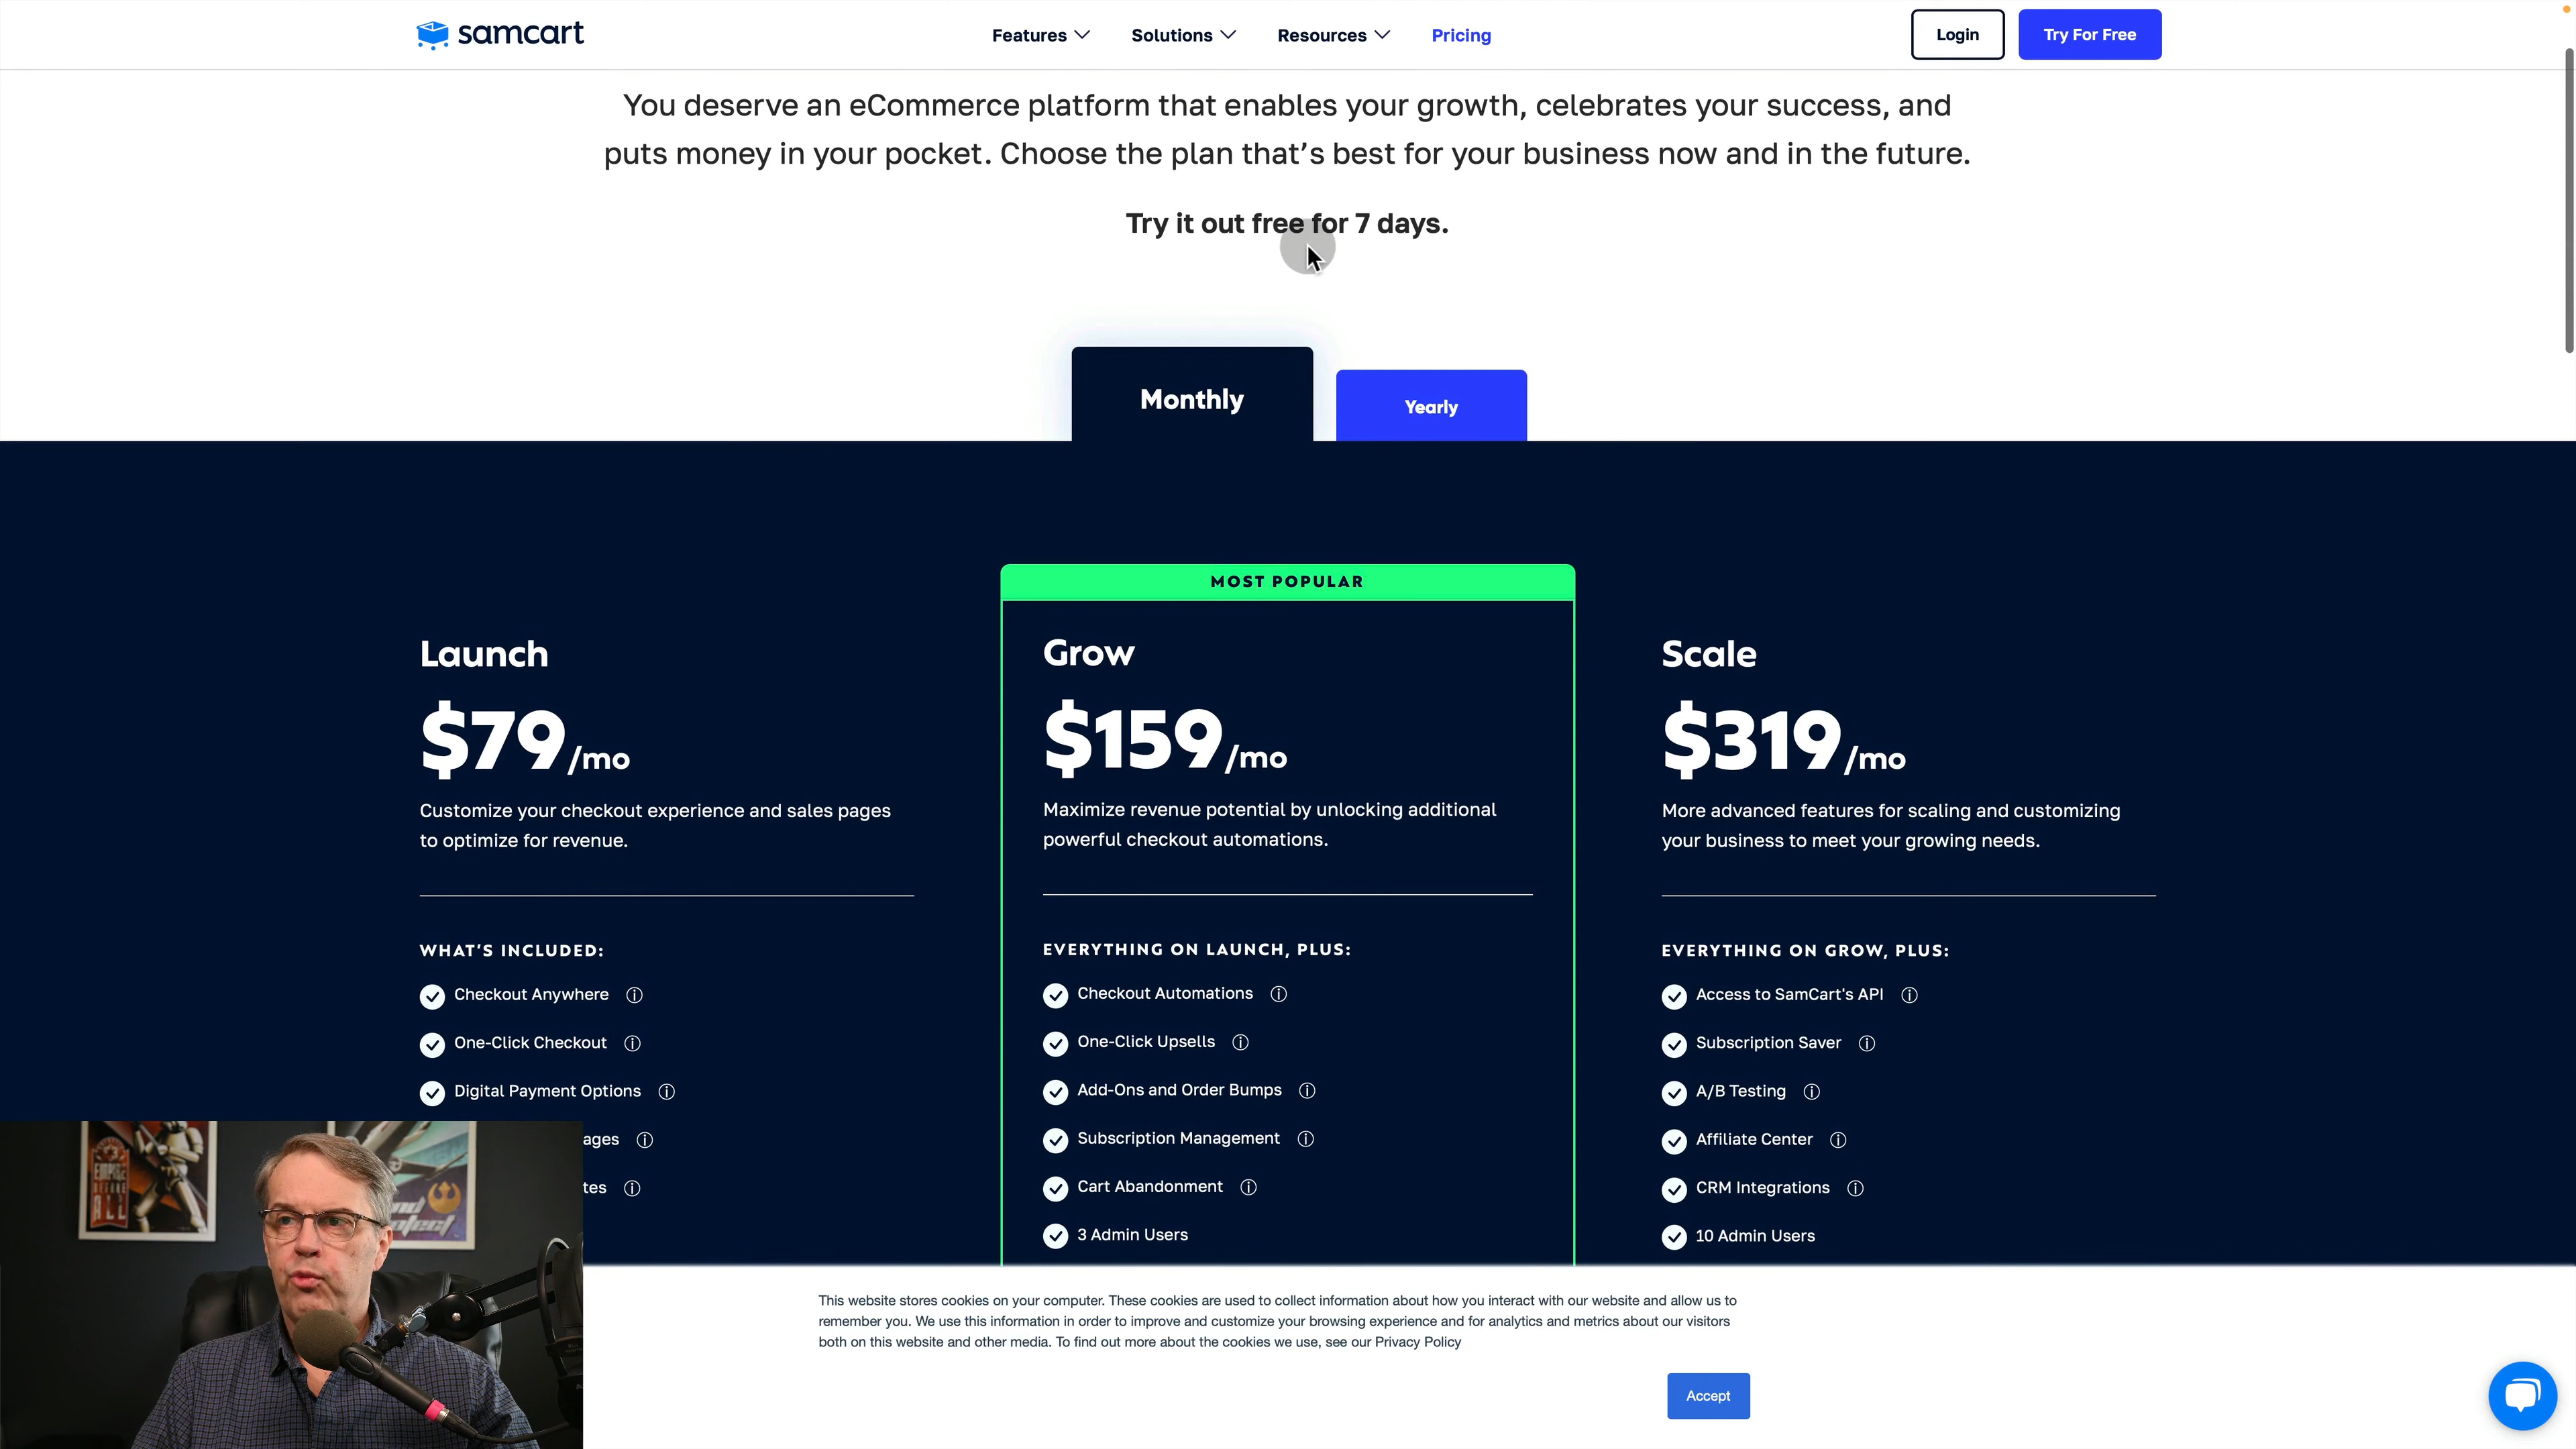 samcart
Features
Solutions
Resources
Pricing
Login
Try For Free
You deserve an eCommerce platform that enables your growth, celebrates your success, and
puts money in your pocket. Choose the plan that’s best for your business now and in the future.
Try it out free for 7 days.
Monthly
Yearly
MOST POPULAR
Launch
$79/mo
Customize your checkout experience and sales pages
to optimize for revenue.
WHAT’S INCLUDED:
Checkout Anywhere
One-Click Checkout
Digital Payment Options
ages
tes
Grow
$159/mo
Maximize revenue potential by unlocking additional
powerful checkout automations.
EVERYTHING ON LAUNCH, PLUS:
Checkout Automations
One-Click Upsells
Add-Ons and Order Bumps
Subscription Management
Cart Abandonment
3 Admin Users
Scale
$319/mo
More advanced features for scaling and customizing
your business to meet your growing needs.
EVERYTHING ON GROW, PLUS:
Access to SamCart's API
Subscription Saver
A/B Testing
Affiliate Center
CRM Integrations
10 Admin Users
EMPIRE
ALL
This website stores cookies on your computer. These cookies are used to collect information about how you interact with our website and allow us to
remember you. We use this information in order to improve and customize your browsing experience and for analytics and metrics about our visitors
both on this website and other media. To find out more about the cookies we use, see our Privacy Policy
Accept